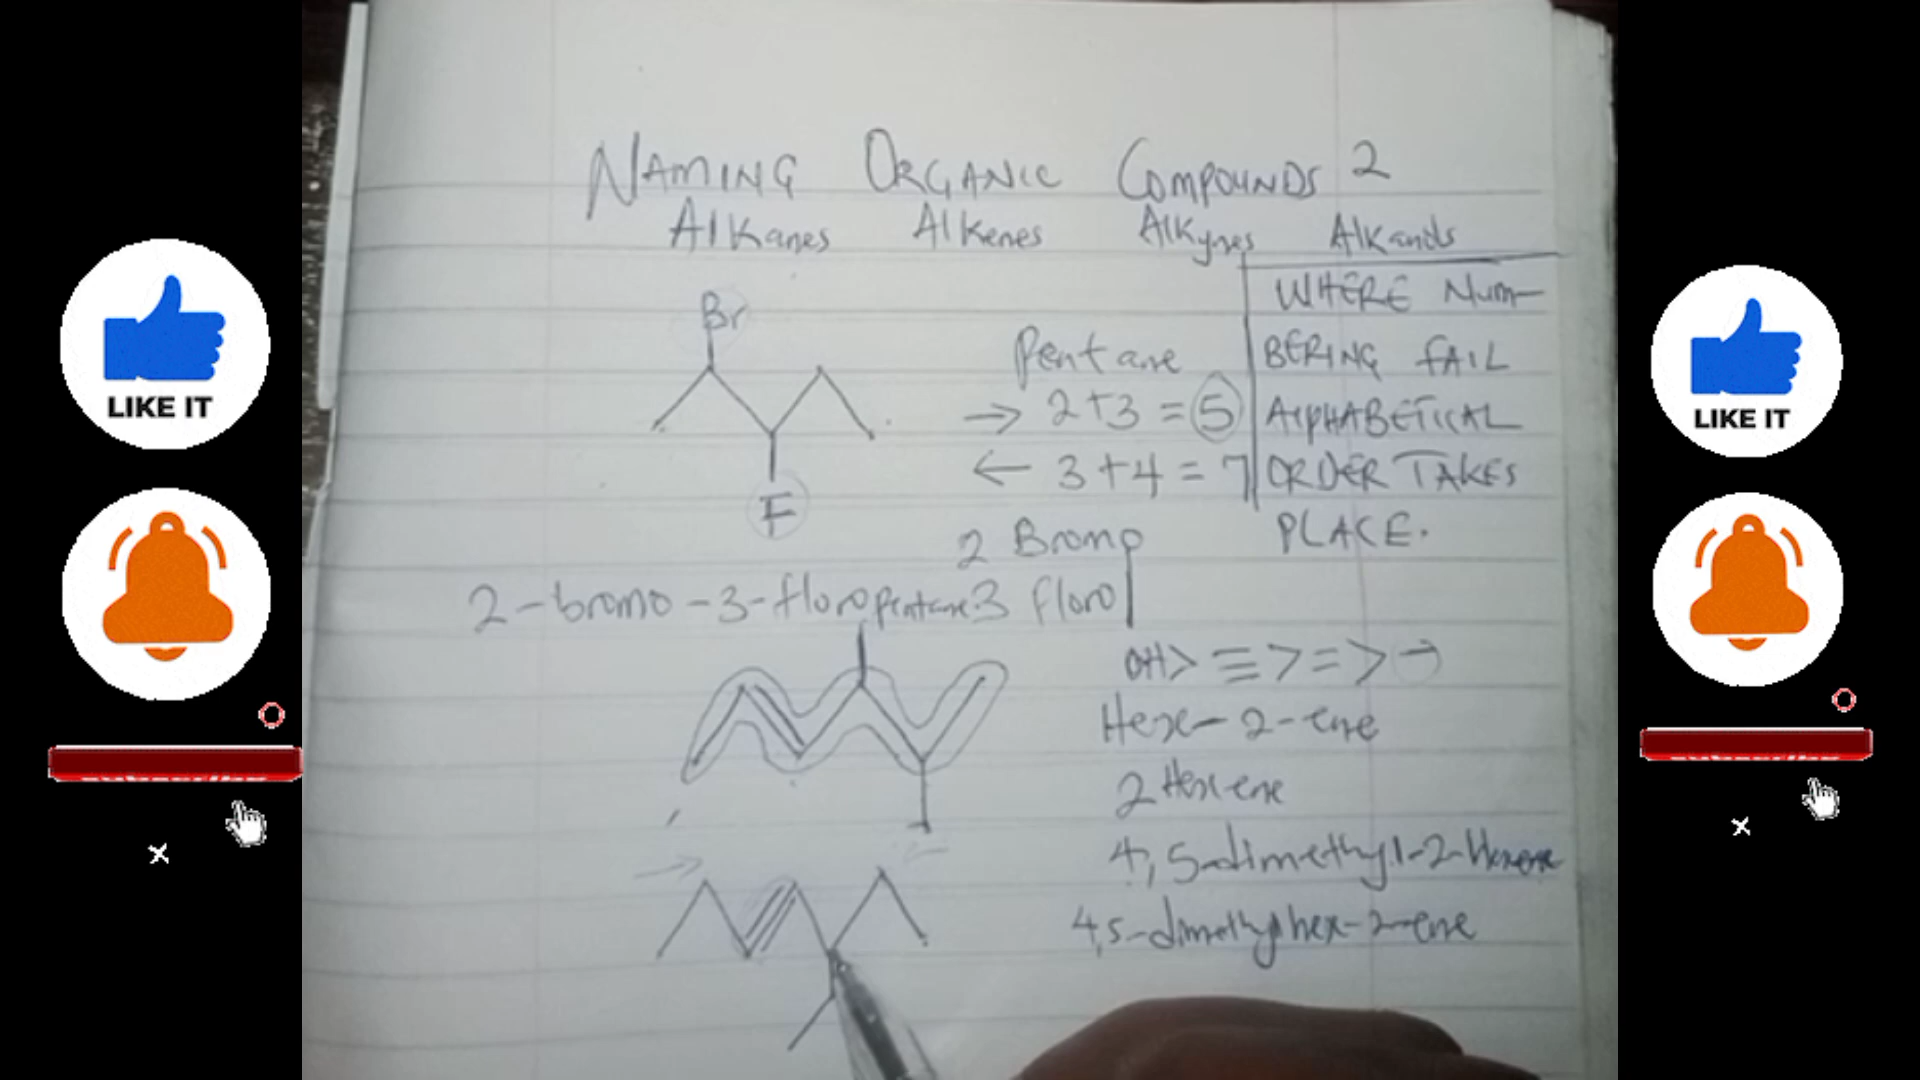 NAMING ORGANIC COMPOUNDS 2
Alkanes Alkenes Alkynes Alkanols
WHERE NUM-
BERING FAIL
ALPHABETICAL
ORDER TAKES
PLACE.
Br
F
Pentane
→ 2+3 = 5
← 3+4 = 7
2 Bromo
3 floro
2-bromo-3-floropentane
OH> ≡ > = > -
Hex-2-ene
2 Hexene
4,5-dimethyl-2-Hexene
4,5-dimethylhex-2-ene
LIKE IT
LIKE IT